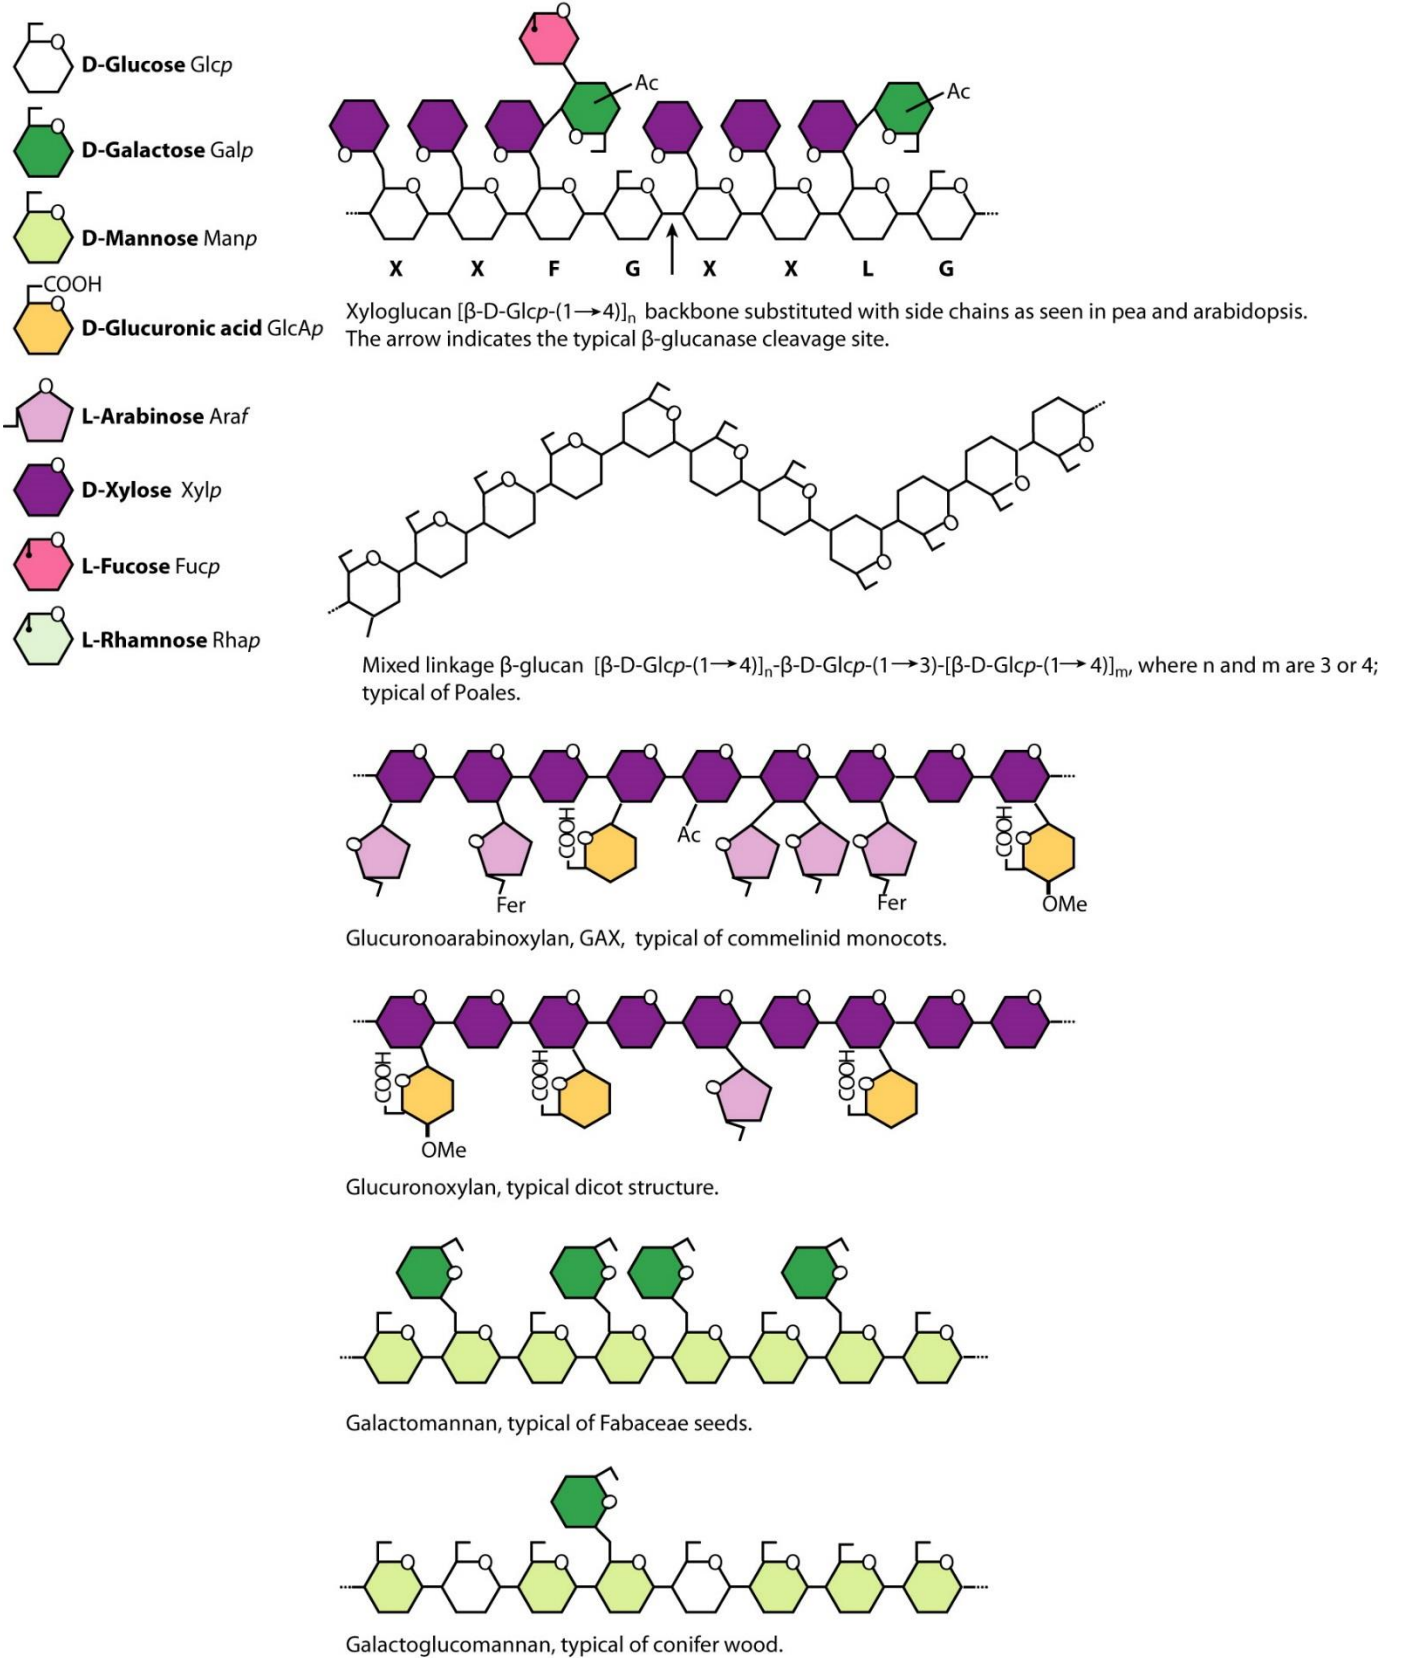 D-Glucose Glcp
D-Galactose Galp
D-Mannose Manp
COOH
D-Glucuronic acid GlcAp
L-Arabinose Araf
D-Xylose Xylp
L-Fucose Fucp
L-Rhamnose Rhap
Ac
Ac
X X F G X X L G
Xyloglucan [β-D-Glcp-(1→4)]n backbone substituted with side chains as seen in pea and arabidopsis.
The arrow indicates the typical β-glucanase cleavage site.
Mixed linkage β-glucan [β-D-Glcp-(1→4)]n-β-D-Glcp-(1→3)-[β-D-Glcp-(1→4)]m, where n and m are 3 or 4;
typical of Poales.
COOH
Ac
COOH
Fer
Fer
OMe
Glucuronoarabinoxylan, GAX, typical of commelinid monocots.
COOH
COOH
COOH
OMe
Glucuronoxylan, typical dicot structure.
Galactomannan, typical of Fabaceae seeds.
Galactoglucomannan, typical of conifer wood.